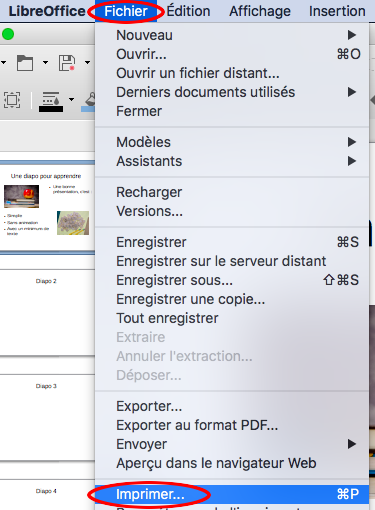 LibreOffice Fichier Édition Affichage Insertion
Nouveau
Ouvrir... ⌘O
Ouvrir un fichier distant...
Derniers documents utilisés
Fermer
Modèles
Assistants
Recharger
Versions...
Enregistrer ⌘S
Enregistrer sur le serveur distant
Enregistrer sous... ⇧⌘S
Enregistrer une copie...
Tout enregistrer
Extraire
Annuler l'extraction...
Déposer...
Exporter...
Exporter au format PDF...
Envoyer
Aperçu dans le navigateur Web
Imprimer... ⌘P
Une diapo pour apprendre
Une bonne
présentation, c'est
Simple
Sans animation
Avec un minimum de
texte
Diapo 2
Diapo 3
Diapo 4